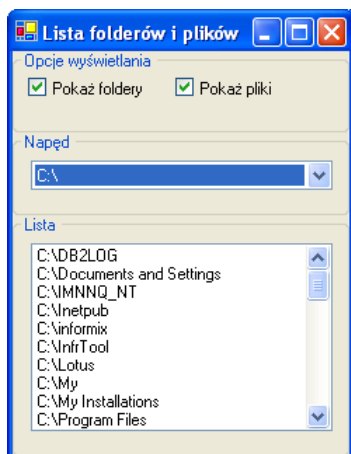 Lista folderów i plików
Opcje wyświetlania
Pokaż foldery Pokaż pliki
Napęd
C:\
Lista
C:\DB2LOG
C:\Documents and Settings
C:\IMNNQ_NT
C:\Inetpub
C:\informix
C:\InfrTool
C:\Lotus
C:\My
C:\My Installations
C:\Program Files